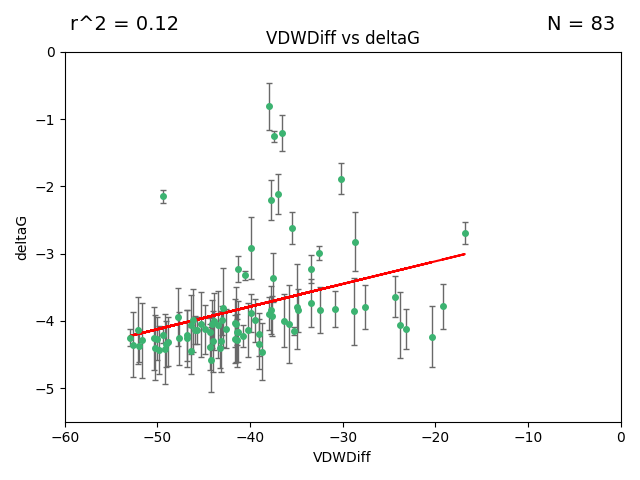 r^2 = 0.12
N = 83
VDWDiff vs deltaG
0
−1
−2
−3
−4
−5
deltaG
−60 −50 −40 −30 −20 −10 0
VDWDiff